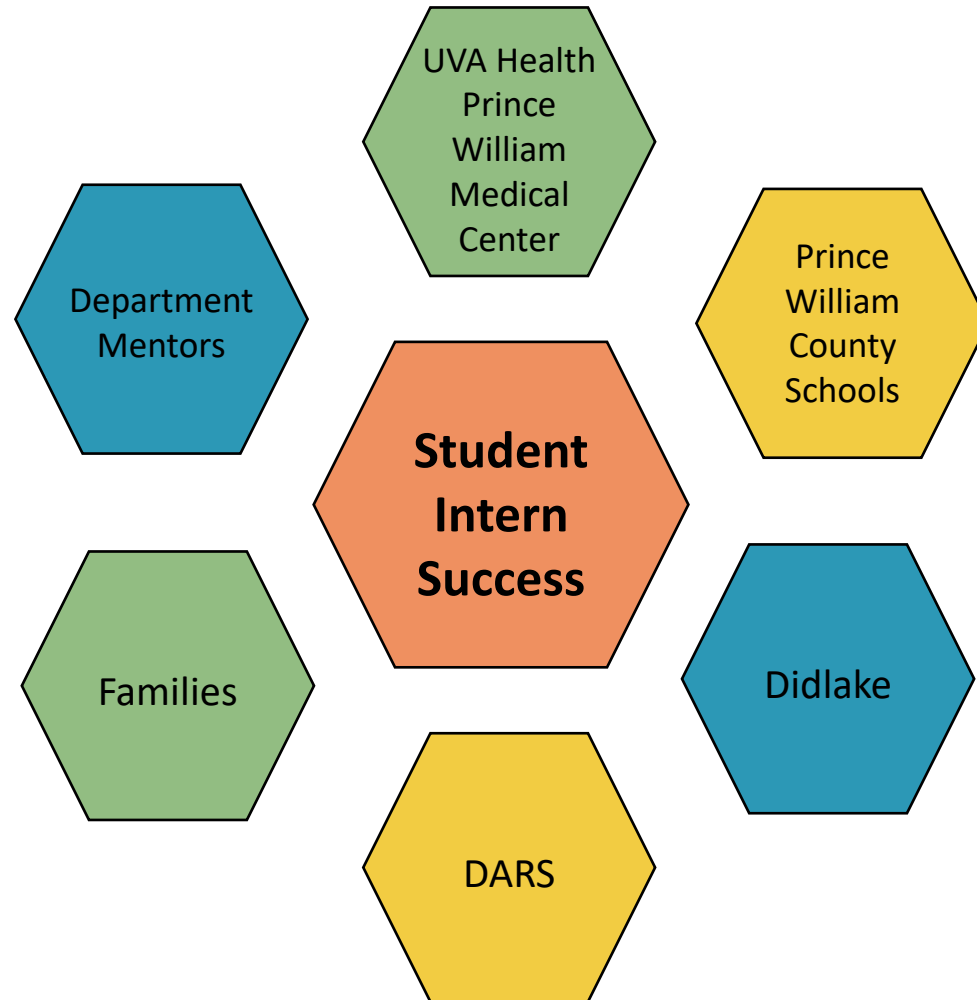 UVA Health
Prince
William
Medical
Center
Department
Mentors
Prince
William
County
Schools
Student
Intern
Success
Families
Didlake
DARS